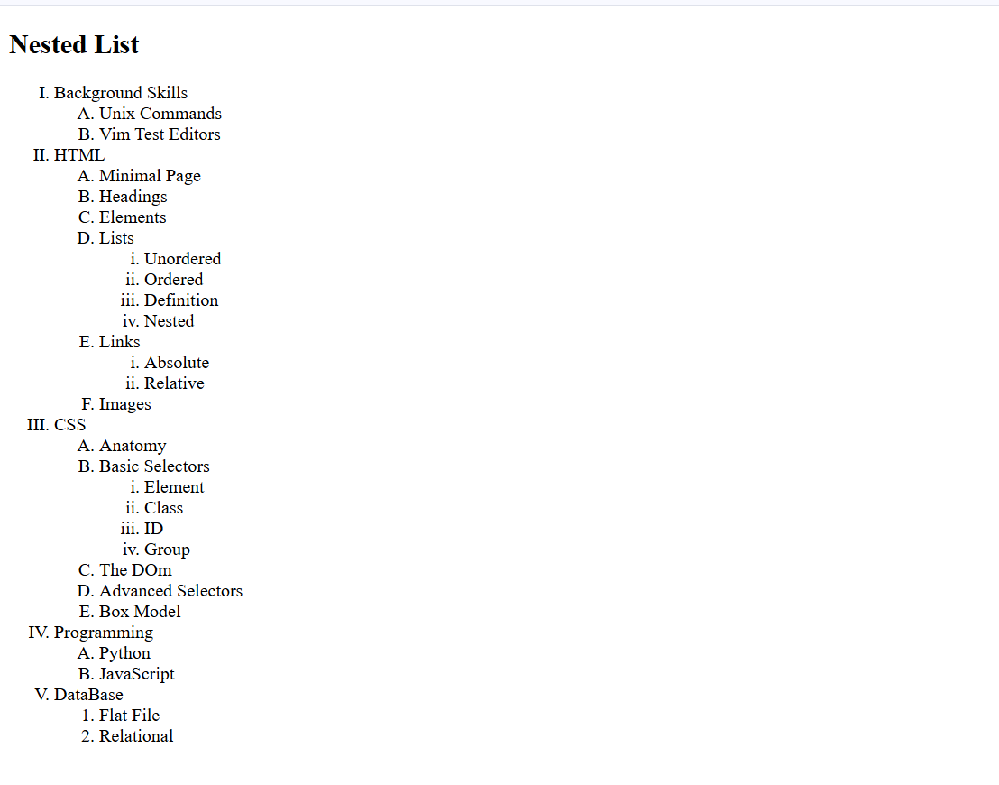 Nested List
I. Background Skills
A. Unix Commands
B. Vim Test Editors
II. HTML
A. Minimal Page
B. Headings
C. Elements
D. Lists
i. Unordered
ii. Ordered
iii. Definition
iv. Nested
E. Links
i. Absolute
ii. Relative
F. Images
III. CSS
A. Anatomy
B. Basic Selectors
i. Element
ii. Class
iii. ID
iv. Group
C. The DOm
D. Advanced Selectors
E. Box Model
IV. Programming
A. Python
B. JavaScript
V. DataBase
1. Flat File
2. Relational